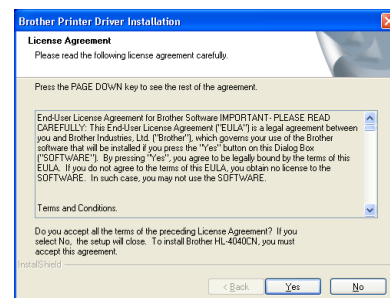 Brother Printer Driver Installation
License Agreement
Please read the following license agreement carefully.
Press the PAGE DOWN key to see the rest of the agreement.
End-User License Agreement for Brother Software IMPORTANT- PLEASE READ
CAREFULLY: This End-User License Agreement ("EULA") is a legal agreement between
you and Brother Industries, Ltd. ("Brother"), which governs your use of the Brother
software that will be installed if you press the "Yes" button on this Dialog Box
("SOFTWARE"). By pressing "Yes", you agree to be legally bound by the terms of this
EULA. If you do not agree to the terms of this EULA, you obtain no license to the
SOFTWARE. In such case, you may not use the SOFTWARE.
Terms and Conditions.
Do you accept all the terms of the preceding License Agreement? If you
select No, the setup will close. To install Brother HL-4040CN, you must
accept this agreement.
InstallShield
< Back
Yes
No